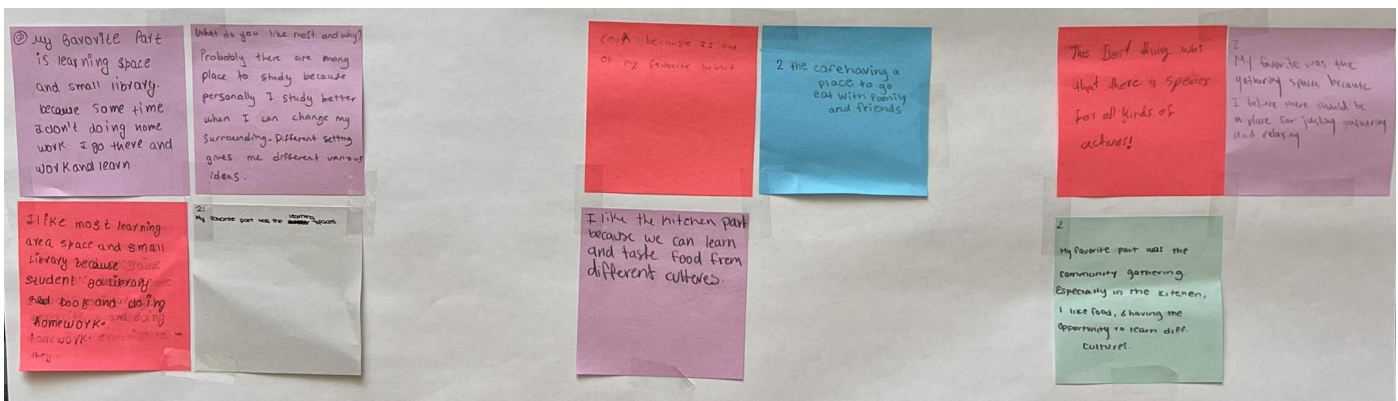 ② My favorite Part
is learning space
and small library.
because some time
I don't doing home
work I go there and
work and learn
What do you like most and why?
Probably there are many
place to study because
personally I study better
when I can change my
surrounding. Different setting
gives me different various
ideas.
I like most learning
area space and small
Library because
student go library
read book and doing
homework.
they
2.
My favorite part was the learning spaces
because is one
of my favorite
2 the cafe having a
place to go
eat with family
and friends
I like the Kitchen part
because we can learn
and taste food from
different cultures.
The Best thing was
that there is spaces
for all kinds of
2
My favorite was the
gathering spaces because
I believe there should be
a place for justing gathering
and relaxing.
2
My favorite part was the
community gathering.
Especially in the kitchen,
I like food, & having the
opportunity to learn diff.
cultures.